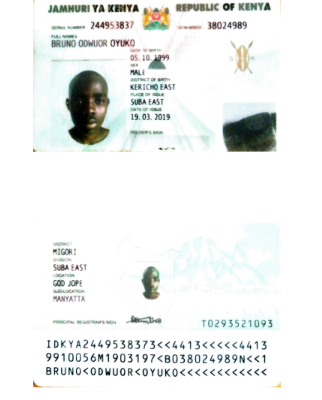 JAMHURI YA KENYA REPUBLIC OF KENYA
SERIAL NUMBER 244953837 ID NUMBER 38024989
FULL NAMES
BRUNO ODWUOR OYUKO
DATE OF BIRTH
05. 10. 1999
SEX
MALE
DISTRICT OF BIRTH
KERICHO EAST
PLACE OF ISSUE
SUBA EAST
DATE OF ISSUE
19. 03. 2019
HOLDER'S SIGN
DISTRICT
MIGORI
DIVISION
SUBA EAST
LOCATION
GOD JOPE
SUB-LOCATION
MANYATTA
PRINCIPAL REGISTRAR'S SIGN
T0293521093
IDKYA2449538373<<4413<<<<<4413
9910056M1903197<B038024989N<<1
BRUNO<ODWUOR<OYUKO<<<<<<<<<<<<